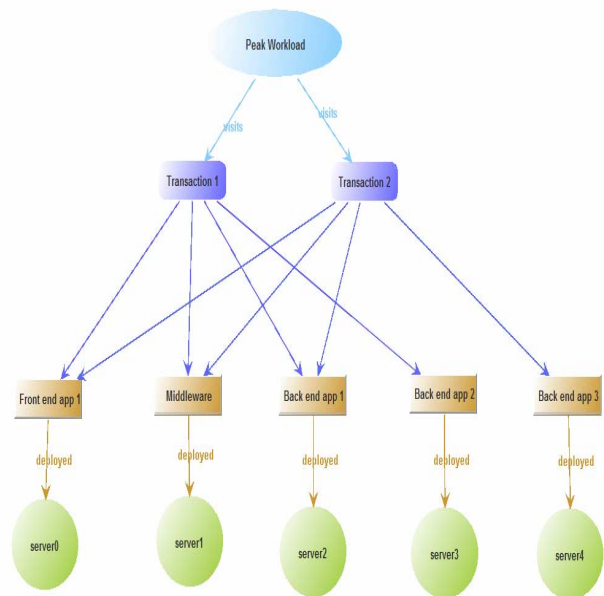 Peak Workload
visits
visits
Transaction 1
Transaction 2
Front end app 1
Middleware
Back end app 1
Back end app 2
Back end app 3
deployed
deployed
deployed
deployed
deployed
server0
server1
server2
server3
server4